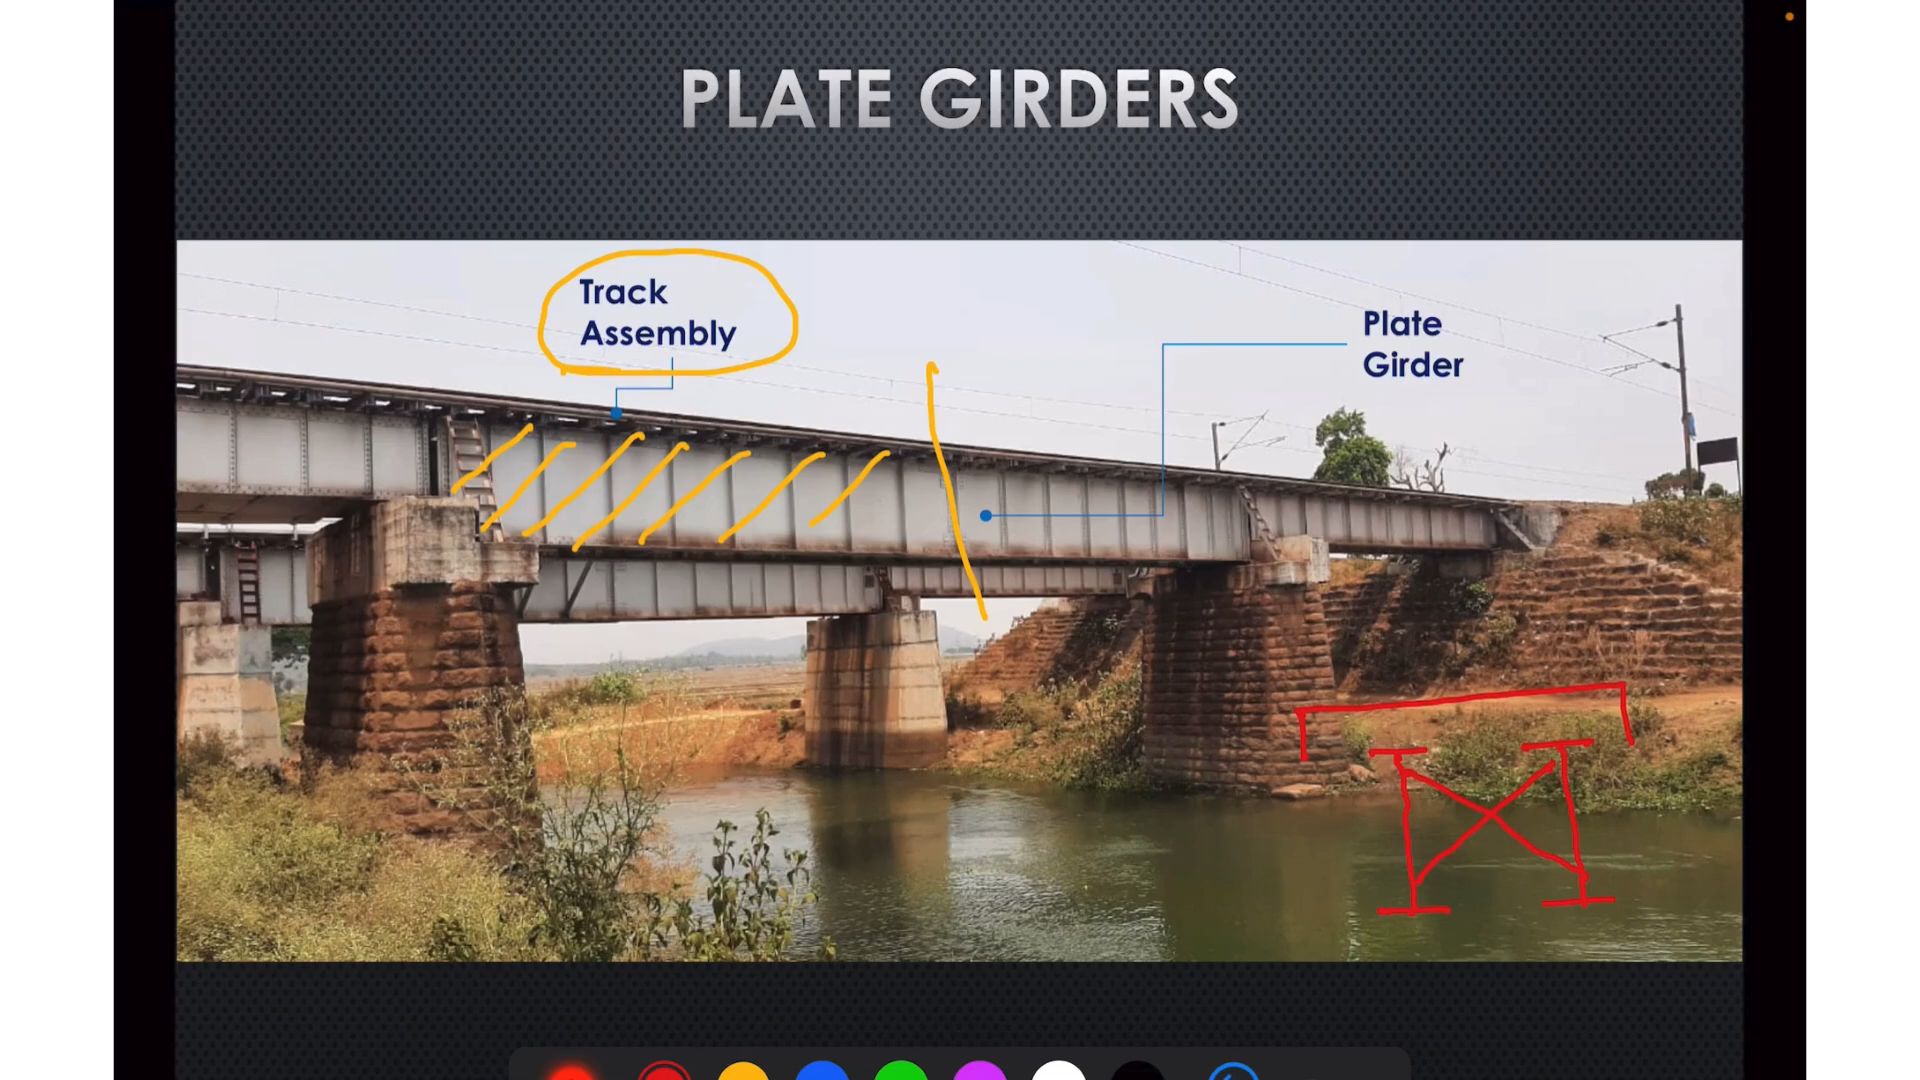 PLATE GIRDERS
Track
Assembly
Plate
Girder